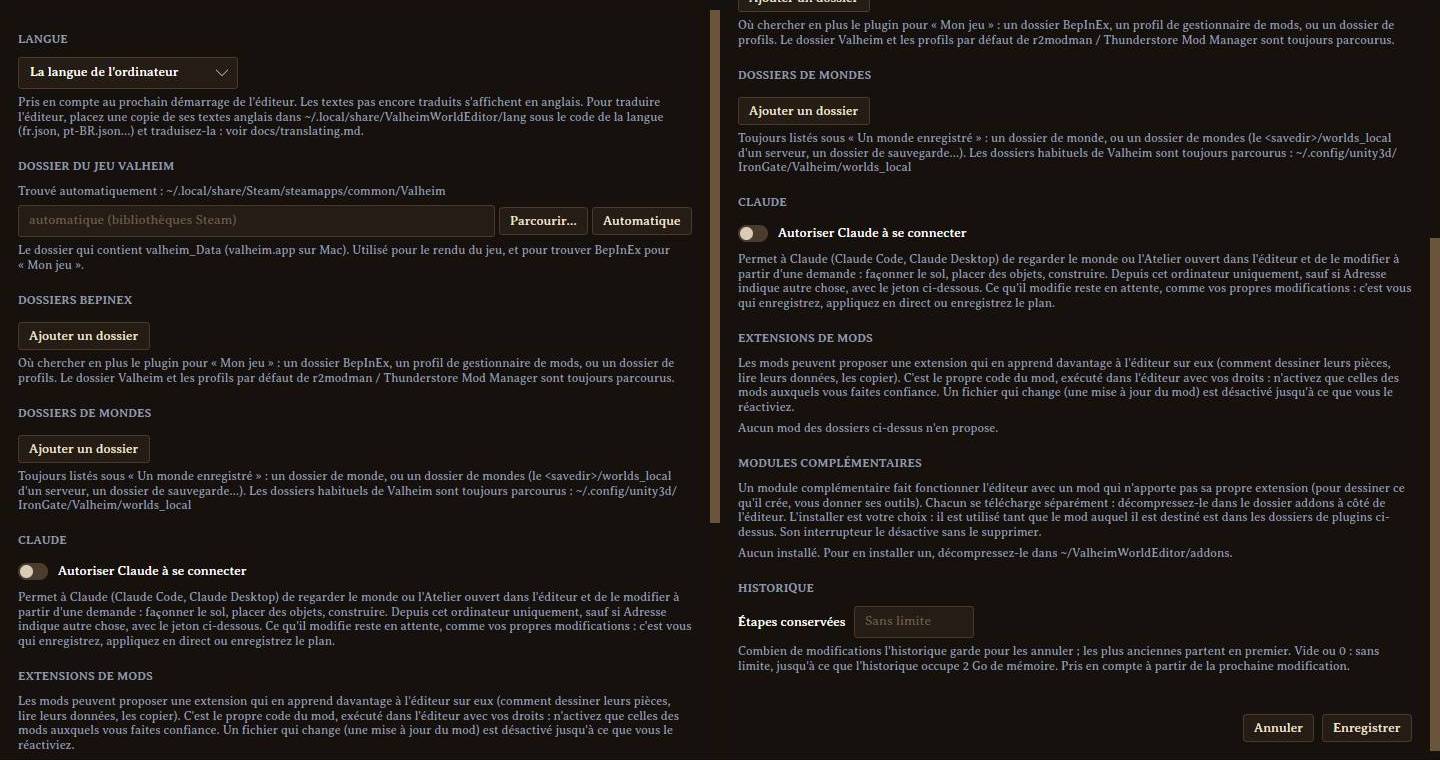 LANGUE
La langue de l'ordinateur
Pris en compte au prochain démarrage de l'éditeur. Les textes pas encore traduits s'affichent en anglais. Pour traduire
l'éditeur, placez une copie de ses textes anglais dans ~/.local/share/ValheimWorldEditor/lang sous le code de la langue
(fr.json, pt-BR.json...) et traduisez-la : voir docs/translating.md.
DOSSIER DU JEU VALHEIM
Trouvé automatiquement : ~/.local/share/Steam/steamapps/common/Valheim
automatique (bibliothèques Steam)
Parcourir...
Automatique
Le dossier qui contient valheim_Data (valheim.app sur Mac). Utilisé pour le rendu du jeu, et pour trouver BepInEx pour
« Mon jeu ».
DOSSIERS BEPINEX
Ajouter un dossier
Où chercher en plus le plugin pour « Mon jeu » : un dossier BepInEx, un profil de gestionnaire de mods, ou un dossier de
profils. Le dossier Valheim et les profils par défaut de r2modman / Thunderstore Mod Manager sont toujours parcourus.
DOSSIERS DE MONDES
Ajouter un dossier
Toujours listés sous « Un monde enregistré » : un dossier de monde, ou un dossier de mondes (le <savedir>/worlds_local
d'un serveur, un dossier de sauvegarde...). Les dossiers habituels de Valheim sont toujours parcourus : ~/.config/unity3d/
IronGate/Valheim/worlds_local
CLAUDE
Autoriser Claude à se connecter
Permet à Claude (Claude Code, Claude Desktop) de regarder le monde ou l'Atelier ouvert dans l'éditeur et de le modifier à
partir d'une demande : façonner le sol, placer des objets, construire. Depuis cet ordinateur uniquement, sauf si Adresse
indique autre chose, avec le jeton ci-dessous. Ce qu'il modifie reste en attente, comme vos propres modifications : c'est vous
qui enregistrez, appliquez en direct ou enregistrez le plan.
EXTENSIONS DE MODS
Les mods peuvent proposer une extension qui en apprend davantage à l'éditeur sur eux (comment dessiner leurs pièces,
lire leurs données, les copier). C'est le propre code du mod, exécuté dans l'éditeur avec vos droits : n'activez que celles des
mods auxquels vous faites confiance. Un fichier qui change (une mise à jour du mod) est désactivé jusqu'à ce que vous le
réactiviez.
Ajouter un dossier
Où chercher en plus le plugin pour « Mon jeu » : un dossier BepInEx, un profil de gestionnaire de mods, ou un dossier de
profils. Le dossier Valheim et les profils par défaut de r2modman / Thunderstore Mod Manager sont toujours parcourus.
DOSSIERS DE MONDES
Ajouter un dossier
Toujours listés sous « Un monde enregistré » : un dossier de monde, ou un dossier de mondes (le <savedir>/worlds_local
d'un serveur, un dossier de sauvegarde...). Les dossiers habituels de Valheim sont toujours parcourus : ~/.config/unity3d/
IronGate/Valheim/worlds_local
CLAUDE
Autoriser Claude à se connecter
Permet à Claude (Claude Code, Claude Desktop) de regarder le monde ou l'Atelier ouvert dans l'éditeur et de le modifier à
partir d'une demande : façonner le sol, placer des objets, construire. Depuis cet ordinateur uniquement, sauf si Adresse
indique autre chose, avec le jeton ci-dessous. Ce qu'il modifie reste en attente, comme vos propres modifications : c'est vous
qui enregistrez, appliquez en direct ou enregistrez le plan.
EXTENSIONS DE MODS
Les mods peuvent proposer une extension qui en apprend davantage à l'éditeur sur eux (comment dessiner leurs pièces,
lire leurs données, les copier). C'est le propre code du mod, exécuté dans l'éditeur avec vos droits : n'activez que celles des
mods auxquels vous faites confiance. Un fichier qui change (une mise à jour du mod) est désactivé jusqu'à ce que vous le
réactiviez.
Aucun mod des dossiers ci-dessus n'en propose.
MODULES COMPLÉMENTAIRES
Un module complémentaire fait fonctionner l'éditeur avec un mod qui n'apporte pas sa propre extension (pour dessiner ce
qu'il crée, vous donner ses outils). Chacun se télécharge séparément : décompressez-le dans le dossier addons à côté de
l'éditeur. L'installer est votre choix : il est utilisé tant que le mod auquel il est destiné est dans les dossiers de plugins ci-
dessus. Son interrupteur le désactive sans le supprimer.
Aucun installé. Pour en installer un, décompressez-le dans ~/ValheimWorldEditor/addons.
HISTORIQUE
Étapes conservées
Sans limite
Combien de modifications l'historique garde pour les annuler ; les plus anciennes partent en premier. Vide ou 0 : sans
limite, jusqu'à ce que l'historique occupe 2 Go de mémoire. Pris en compte à partir de la prochaine modification.
Annuler
Enregistrer